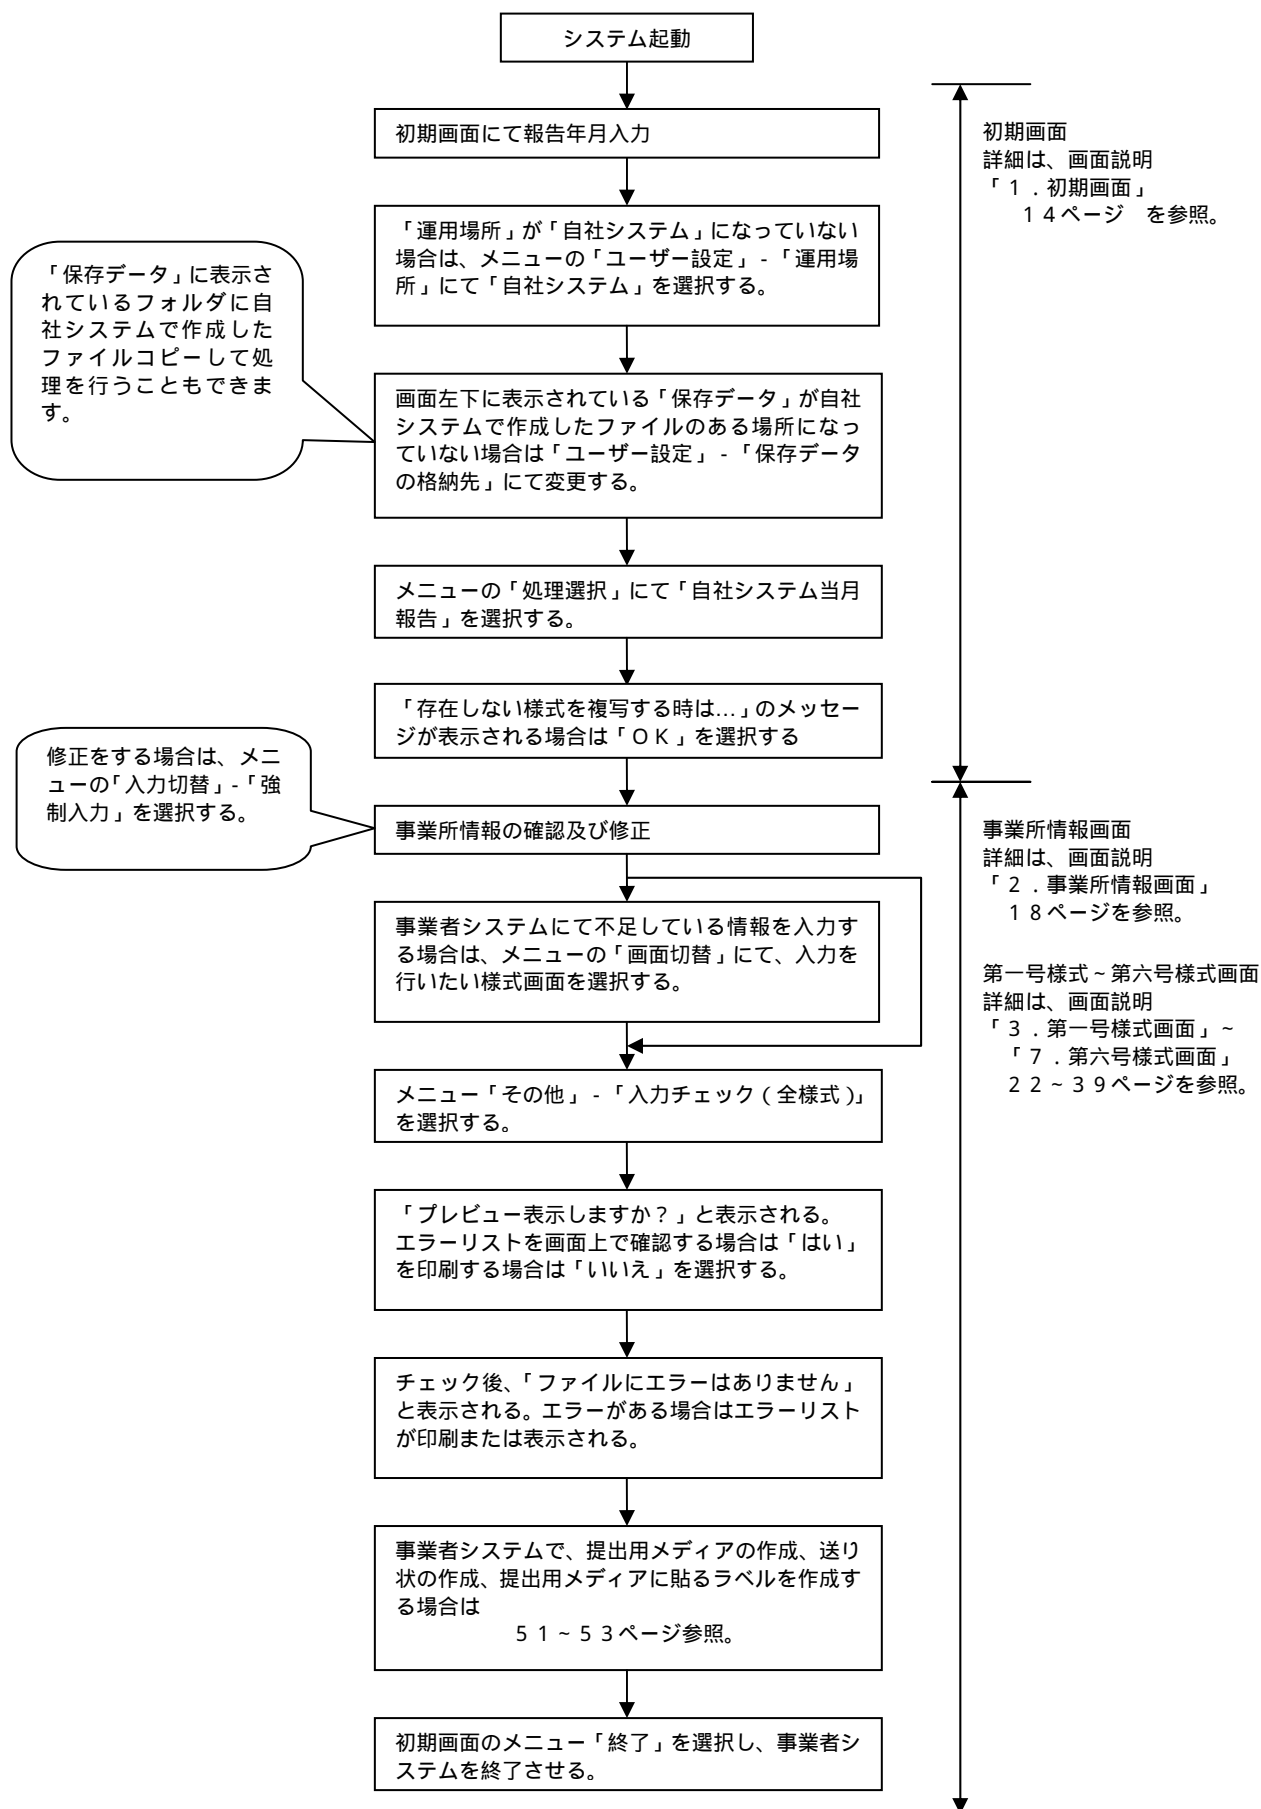 システム起動
初期画面にて報告年月入力
「運用場所」が「自社システム」になっていない
場合は、メニューの「ユーザー設定」-「運用場
所」にて「自社システム」を選択する。
「保存データ」に表示さ
れているフォルダに自
社システムで作成した
ファイルコピーして処
理を行うこともできま
す。
画面左下に表示されている「保存データ」が自社
システムで作成したファイルのある場所になっ
ていない場合は「ユーザー設定」-「保存データ
の格納先」にて変更する。
メニューの「処理選択」にて「自社システム当月
報告」を選択する。
「存在しない様式を複写する時は…」のメッセー
ジが表示される場合は「OK」を選択する
初期画面
詳細は、画面説明
「1.初期画面」
14ページ　を参照。
修正をする場合は、メニ
ューの「入力切替」-「強
制入力」を選択する。
事業所情報の確認及び修正
事業者システムにて不足している情報を入力す
る場合は、メニューの「画面切替」にて、入力を
行いたい様式画面を選択する。
メニュー「その他」-「入力チェック(全様式)」
を選択する。
「プレビュー表示しますか?」と表示される。
エラーリストを画面上で確認する場合は「はい」
を印刷する場合は「いいえ」を選択する。
チェック後、「ファイルにエラーはありません」
と表示される。エラーがある場合はエラーリスト
が印刷または表示される。
事業者システムで、提出用メディアの作成、送り
状の作成、提出用メディアに貼るラベルを作成す
る場合は
51~53ページ参照。
初期画面のメニュー「終了」を選択し、事業者シ
ステムを終了させる。
事業所情報画面
詳細は、画面説明
「2.事業所情報画面」
18ページを参照。
第一号様式~第六号様式画面
詳細は、画面説明
「3.第一号様式画面」~
「7.第六号様式画面」
22~39ページを参照。